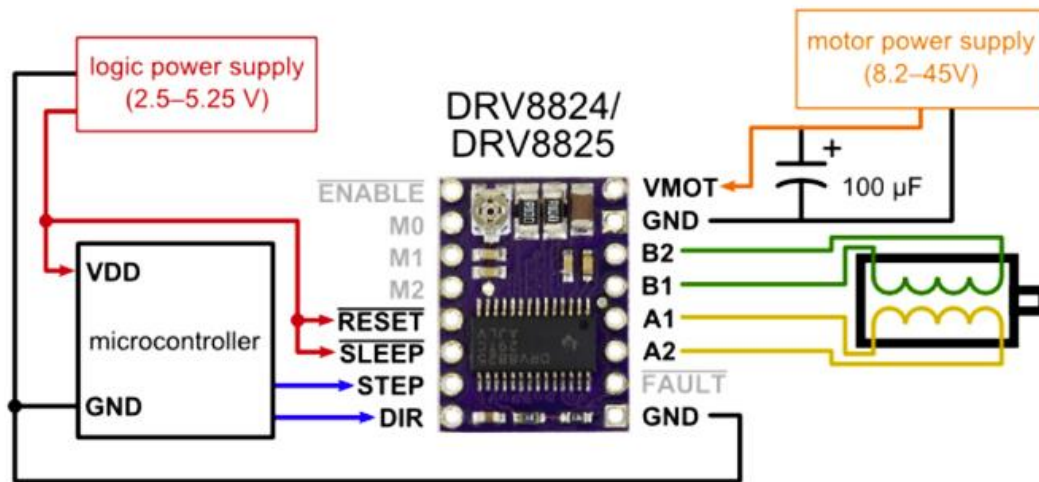 logic power supply
(2.5–5.25 V)
motor power supply
(8.2–45V)
DRV8824/
DRV8825
+
100 µF
ENABLE
M0
M1
M2
RESET
SLEEP
STEP
DIR
VMOT
GND
B2
B1
A1
A2
FAULT
GND
VDD
microcontroller
GND